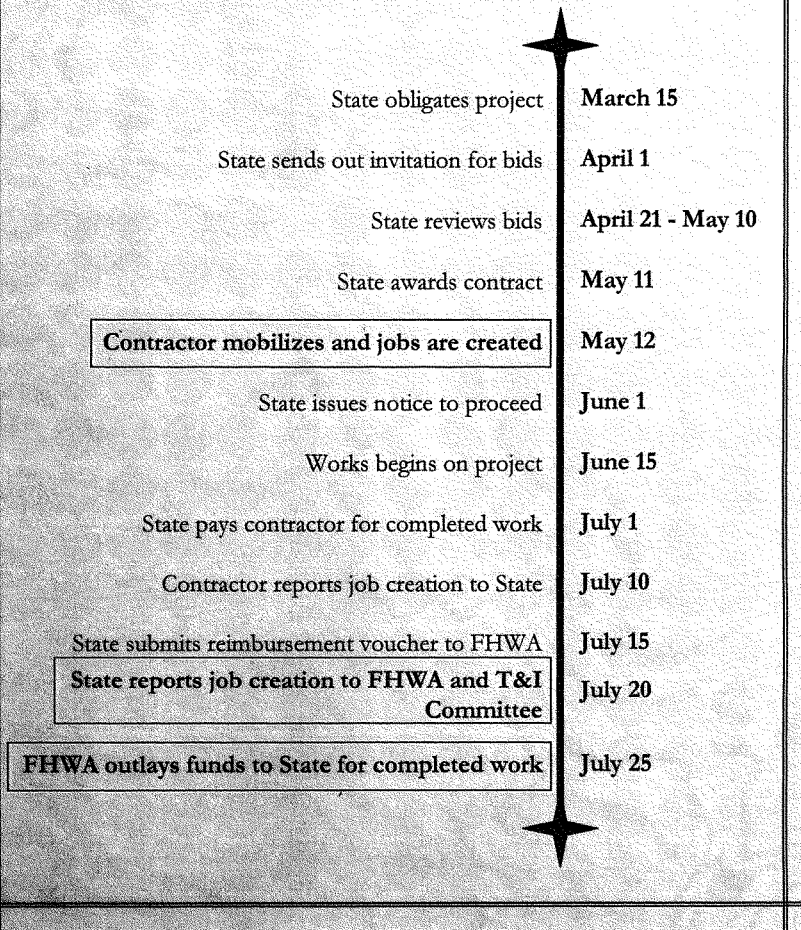 State obligates project March 15
State sends out invitation for bids April 1
State reviews bids April 21 - May 10
State awards contract May 11
Contractor mobilizes and jobs are created May 12
State issues notice to proceed June 1
Works begins on project June 15
State pays contractor for completed work July 1
Contractor reports job creation to State July 10
State submits reimbursement voucher to FHWA July 15
State reports job creation to FHWA and T&I
Committee July 20
FHWA outlays funds to State for completed work July 25